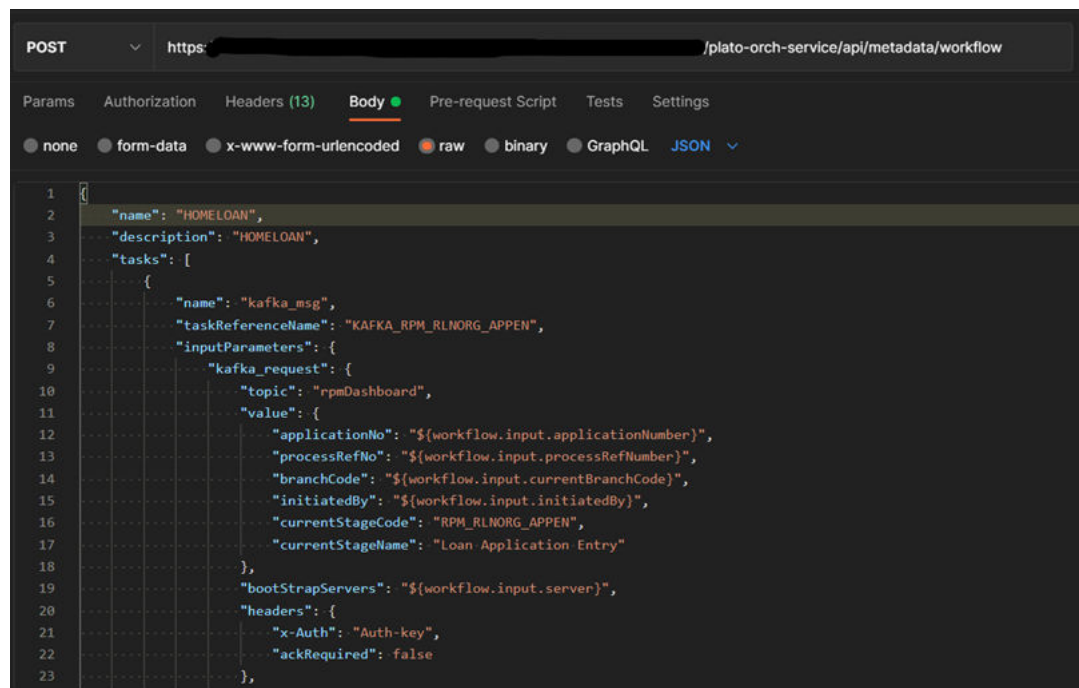 POST https: /plato-orch-service/api/metadata/workflow
Params Authorization Headers (13) Body Pre-request Script Tests Settings
none form-data x-www-form-urlencoded raw binary GraphQL JSON
1 {
2 "name": "HOMELOAN",
3 "description": "HOMELOAN",
4 "tasks": [
5 {
6 "name": "kafka_msg",
7 "taskReferenceName": "KAFKA_RPM_RLNORG_APPEN",
8 "inputParameters": {
9 "kafka_request": {
10 "topic": "rpmDashboard",
11 "value": {
12 "applicationNo": "${workflow.input.applicationNumber}",
13 "processRefNo": "${workflow.input.processRefNumber}",
14 "branchCode": "${workflow.input.currentBranchCode}",
15 "initiatedBy": "${workflow.input.initiatedBy}",
16 "currentStageCode": "RPM_RLNORG_APPEN",
17 "currentStageName": "Loan Application Entry"
18 },
19 "bootStrapServers": "${workflow.input.server}",
20 "headers": {
21 "x-Auth": "Auth-key",
22 "ackRequired": false
23 },